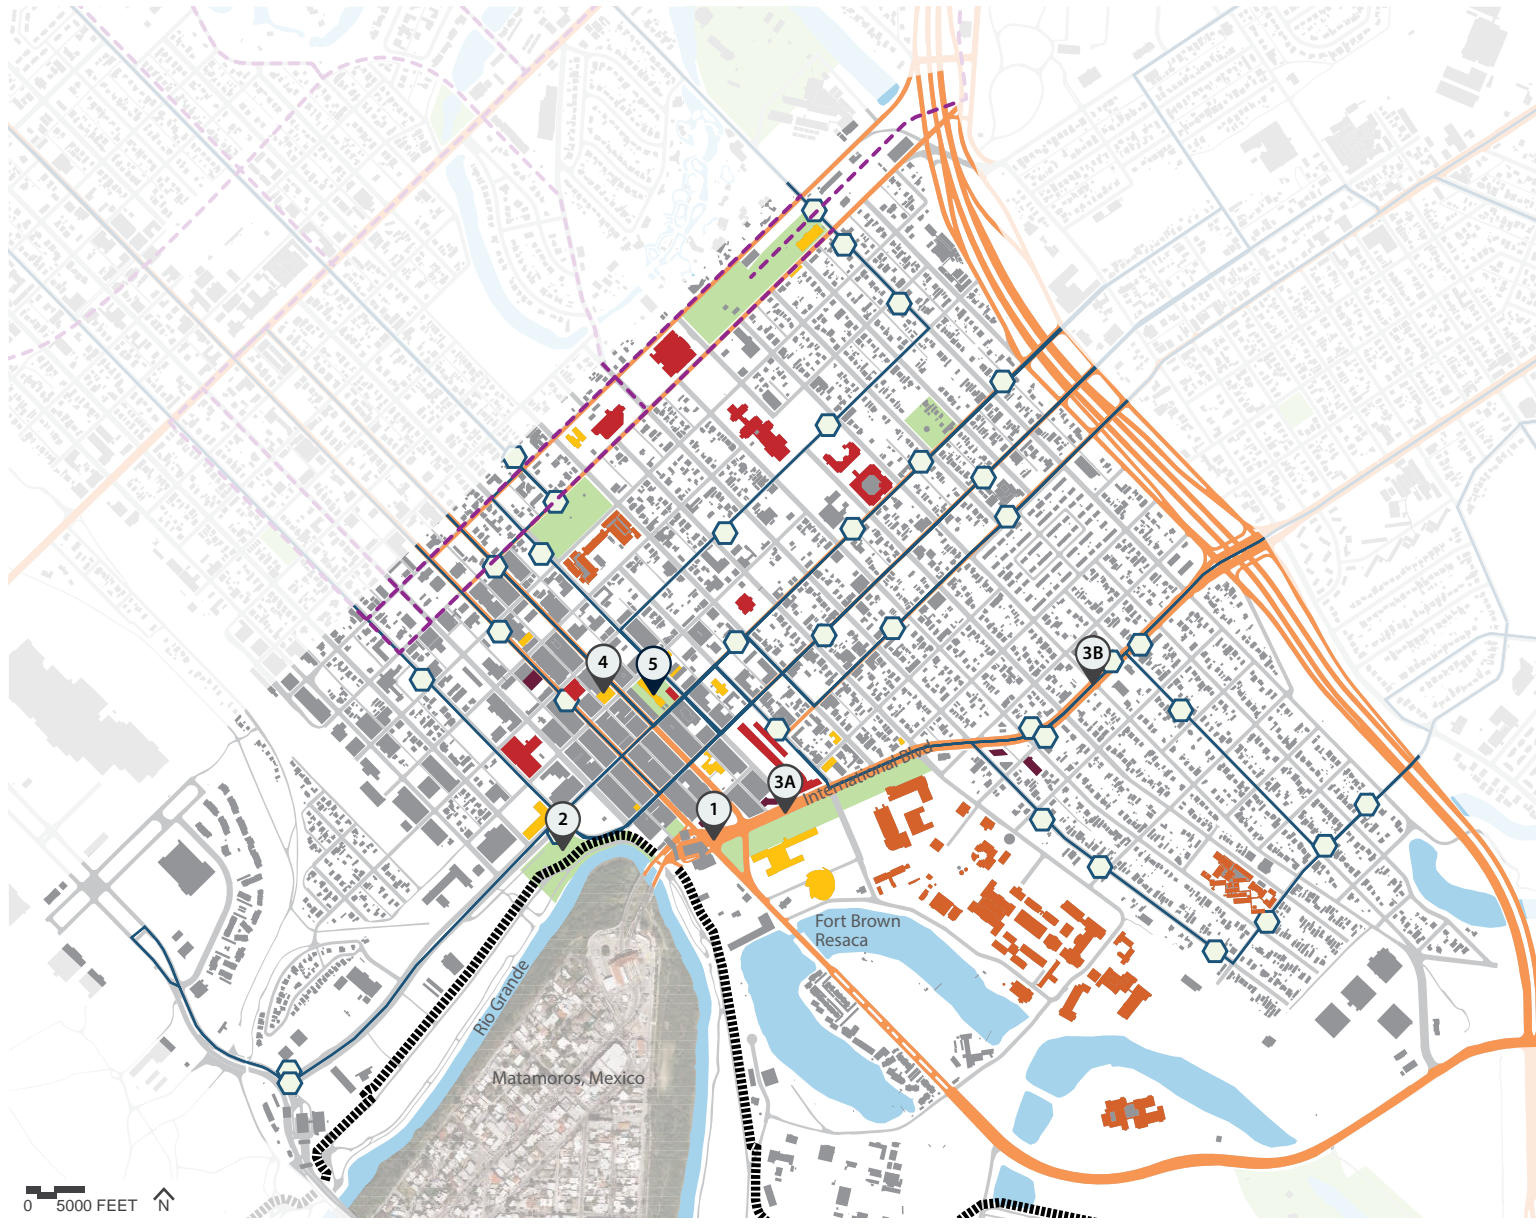 3B
4
5
3A
International Blvd
1
2
Fort Brown
Resaca
Rio Grande
Matamoros, Mexico
0 5000 FEET N